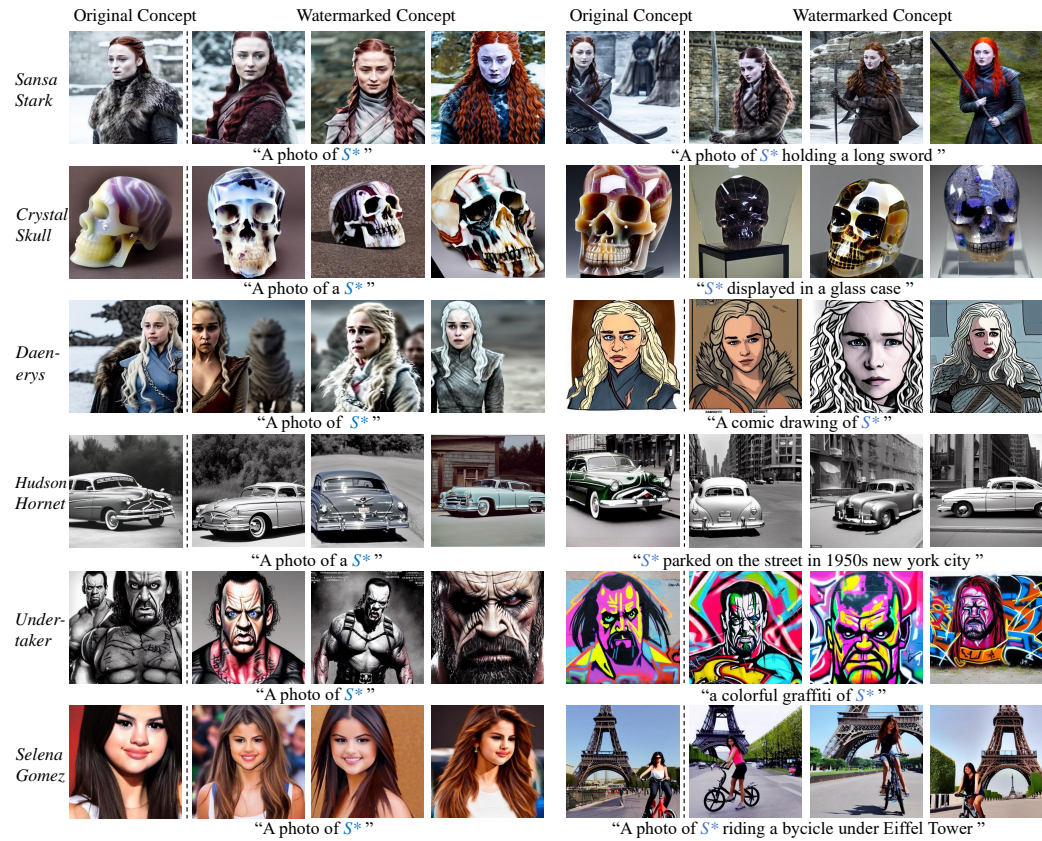 Original Concept
Watermarked Concept
Original Concept
Watermarked Concept
Sansa
Stark
“A photo of S* ”
“A photo of S* holding a long sword ”
Crystal
Skull
“A photo of a S* ”
“S* displayed in a glass case ”
Daen-
erys
“A photo of S* ”
“A comic drawing of S* ”
Hudson
Hornet
“A photo of a S* ”
“S* parked on the street in 1950s new york city ”
Under-
taker
“A photo of S* ”
“a colorful graffiti of S* ”
Selena
Gomez
“A photo of S* ”
“A photo of S* riding a bycicle under Eiffel Tower ”